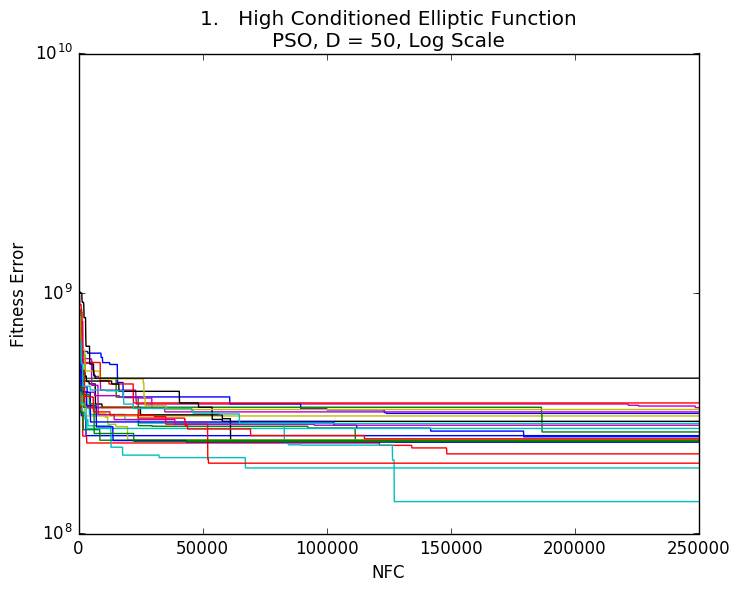 1.   High Conditioned Elliptic Function
PSO, D = 50, Log Scale
10^10
10^9
10^8
Fitness Error
0 50000 100000 150000 200000 250000
NFC